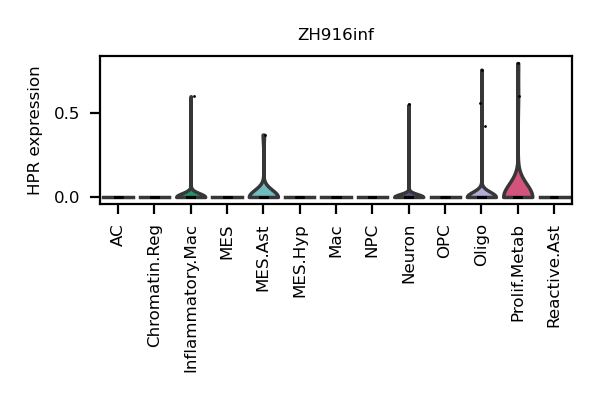 ZH916inf
HPR expression
0.5
0.0
AC
Chromatin.Reg
Inflammatory.Mac
MES
MES.Ast
MES.Hyp
Mac
NPC
Neuron
OPC
Oligo
Prolif.Metab
Reactive.Ast